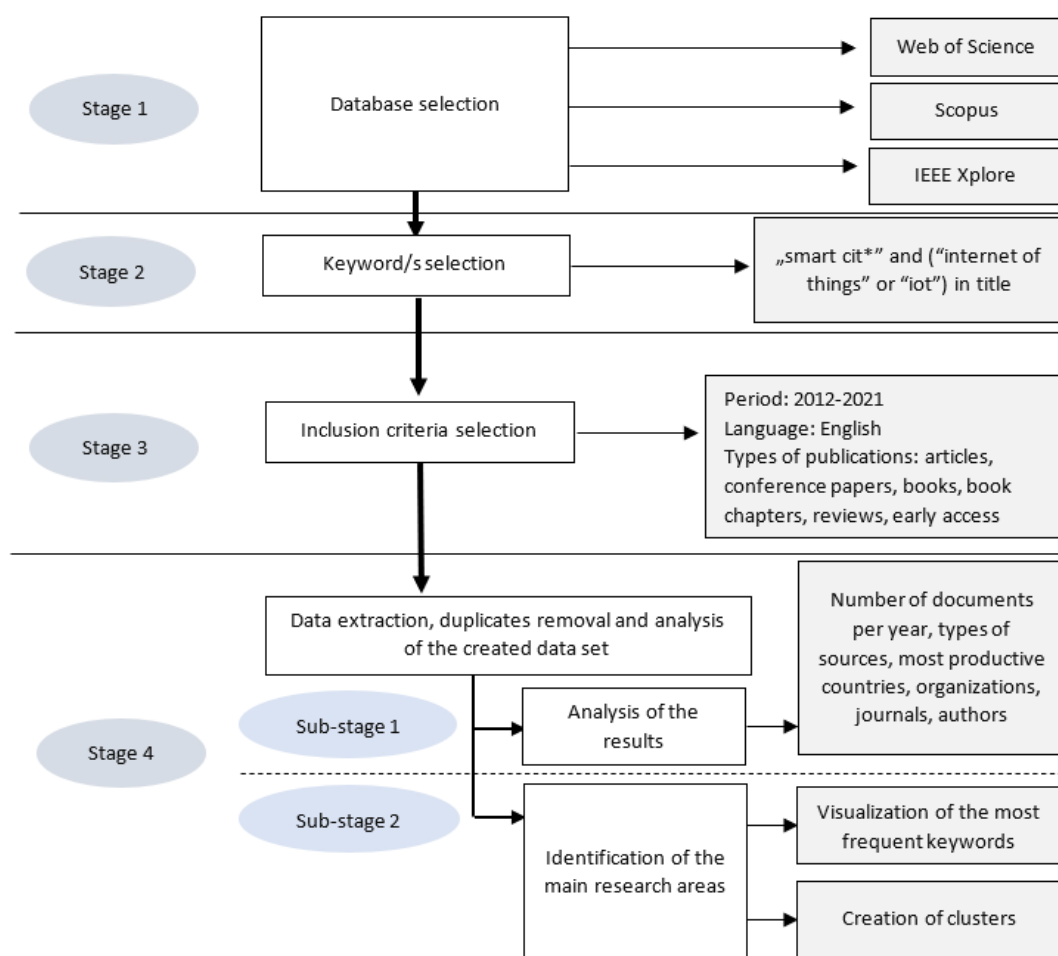 Stage 1
Database selection
Web of Science
Scopus
IEEE Xplore
Stage 2
Keyword/s selection
„smart cit*” and (“internet of
things” or “iot”) in title
Stage 3
Inclusion criteria selection
Period: 2012-2021
Language: English
Types of publications: articles,
conference papers, books, book
chapters, reviews, early access
Stage 4
Data extraction, duplicates removal and analysis
of the created data set
Sub-stage 1
Analysis of the
results
Number of documents
per year, types of
sources, most productive
countries, organizations,
journals, authors
Sub-stage 2
Identification of the
main research areas
Visualization of the most
frequent keywords
Creation of clusters